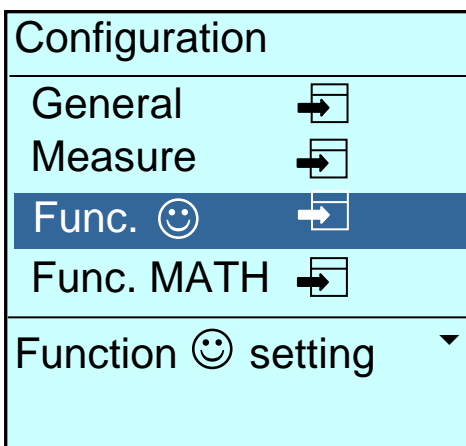 Configuration
General
Measure
Func. ☺
Func. MATH
Function ☺ setting